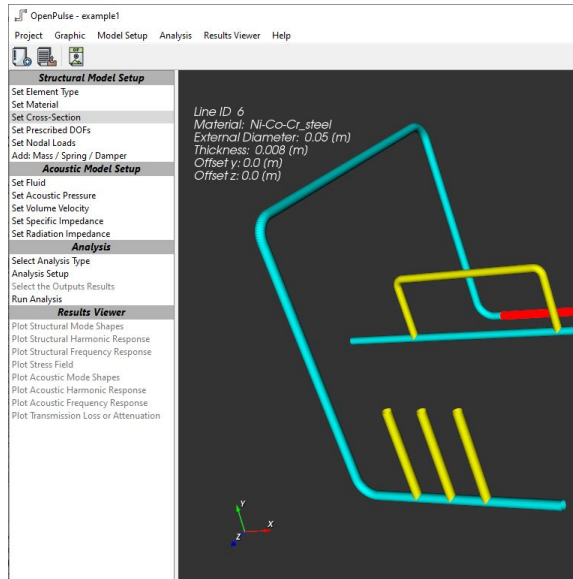 OpenPulse - example1
Project Graphic Model Setup Analysis Results Viewer Help
Structural Model Setup
Set Element Type
Set Material
Set Cross-Section
Set Prescribed DOFs
Set Nodal Loads
Add: Mass / Spring / Damper
Acoustic Model Setup
Set Fluid
Set Acoustic Pressure
Set Volume Velocity
Set Specific Impedance
Set Radiation Impedance
Analysis
Select Analysis Type
Analysis Setup
Select the Outputs Results
Run Analysis
Results Viewer
Plot Structural Mode Shapes
Plot Structural Harmonic Response
Plot Structural Frequency Response
Plot Stress Field
Plot Acoustic Mode Shapes
Plot Acoustic Harmonic Response
Plot Acoustic Frequency Response
Plot Transmission Loss or Attenuation
Line ID 6
Material: Ni-Co-Cr_steel
External Diameter: 0.05 (m)
Thickness: 0.008 (m)
Offset y: 0.0 (m)
Offset z: 0.0 (m)
Y
X
Z